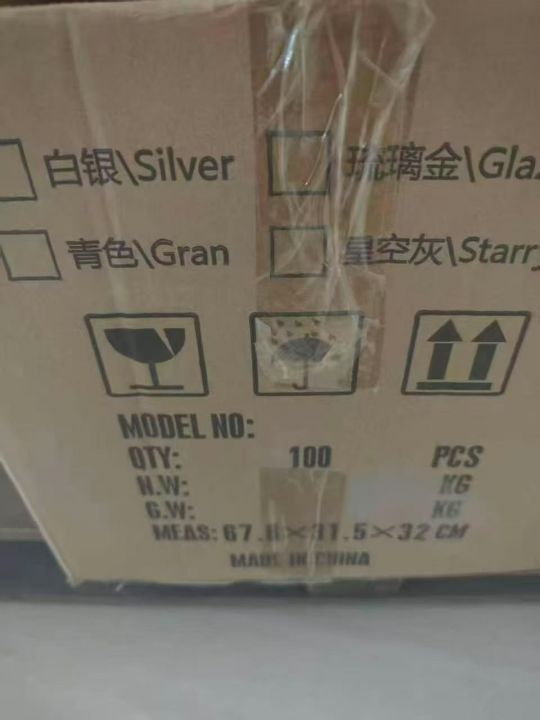 白银\Silver 琉璃金\Gla
青色\Gran 星空灰\Starry
MODEL NO:
QTY: 100 PCS
N.W: KG
G.W: KG
MEAS: 67.8×31.5×32 CM
MADE IN CHINA